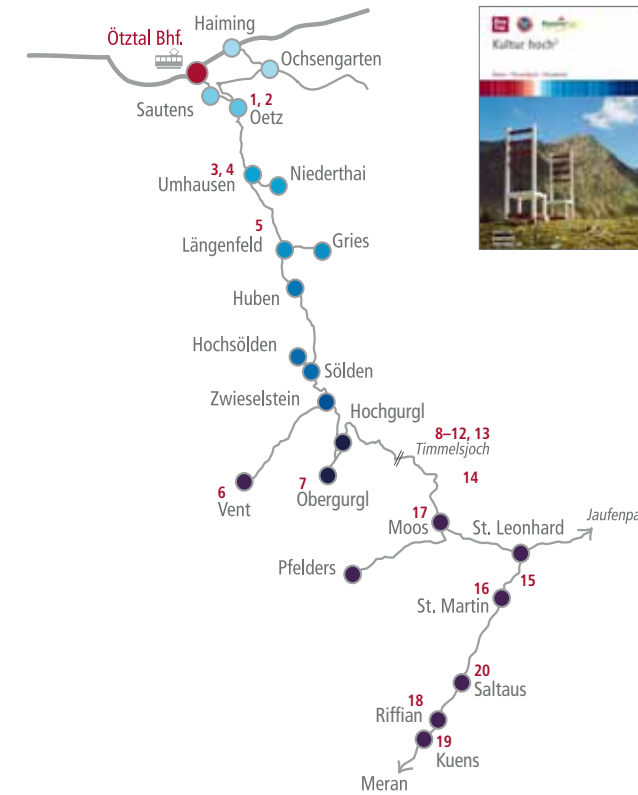 Haiming
Ötztal Bhf.
Ochsengarten
Sautens
1, 2
Oetz
3, 4
Umhausen
Niederthai
5
Längenfeld
Gries
Huben
Hochsölden
Sölden
Zwieselstein
Hochgurgl
8–12, 13
Timmelsjoch
14
6
Vent
7
Obergurgl
17
Moos
St. Leonhard
Jaufenpa
Pfelders
15
16
St. Martin
20
Saltaus
18
Riffian
19
Kuens
Meran
Kultur hoch²